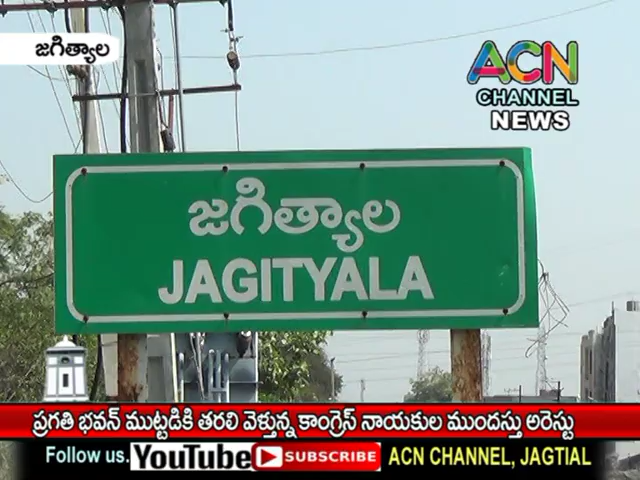 జగిత్యాల
ACN
CHANNEL
NEWS
జగిత్యాల
JAGITYALA
ప్రగతి భవన్ ముట్టడికి తరలి వెళ్తున్న కాంగ్రెస్ నాయకుల ముందస్తు అరెస్టు
Follow us. YouTube SUBSCRIBE ACN CHANNEL, JAGTIAL